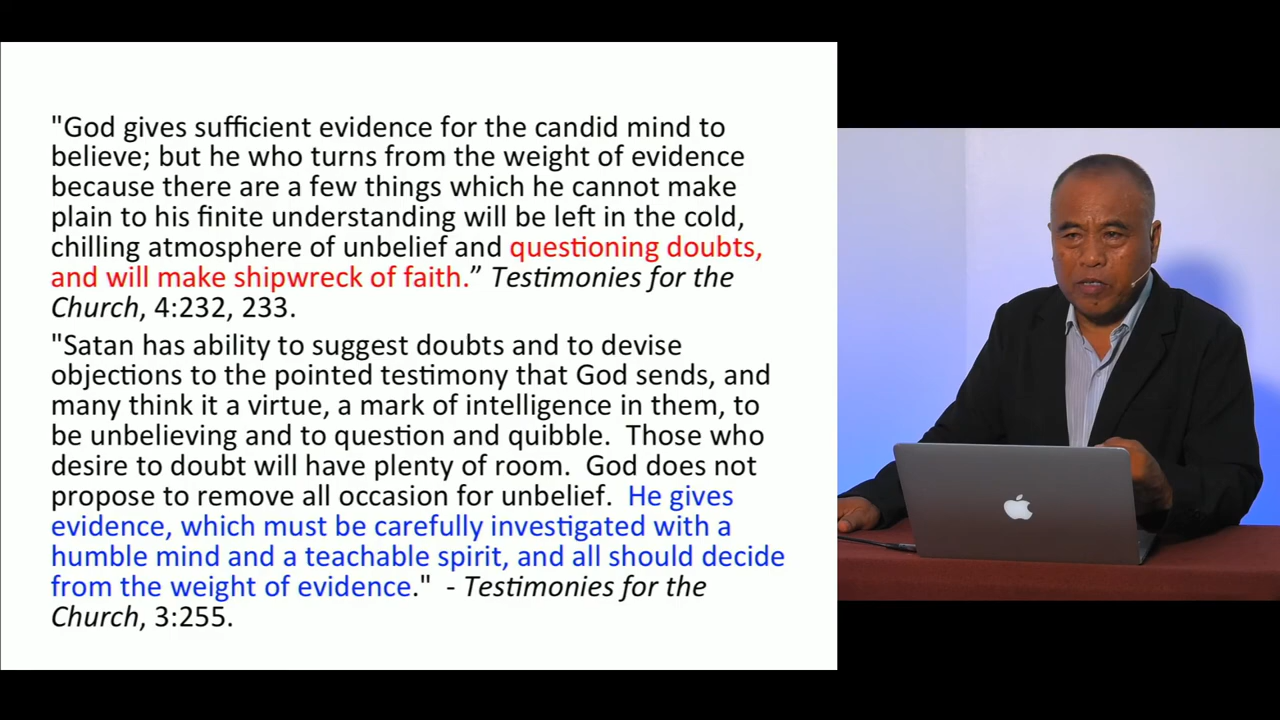 "God gives sufficient evidence for the candid mind to
believe; but he who turns from the weight of evidence
because there are a few things which he cannot make
plain to his finite understanding will be left in the cold,
chilling atmosphere of unbelief and questioning doubts,
and will make shipwreck of faith.” Testimonies for the
Church, 4:232, 233.
"Satan has ability to suggest doubts and to devise
objections to the pointed testimony that God sends, and
many think it a virtue, a mark of intelligence in them, to
be unbelieving and to question and quibble.  Those who
desire to doubt will have plenty of room.  God does not
propose to remove all occasion for unbelief.  He gives
evidence, which must be carefully investigated with a
humble mind and a teachable spirit, and all should decide
from the weight of evidence."  - Testimonies for the
Church, 3:255.